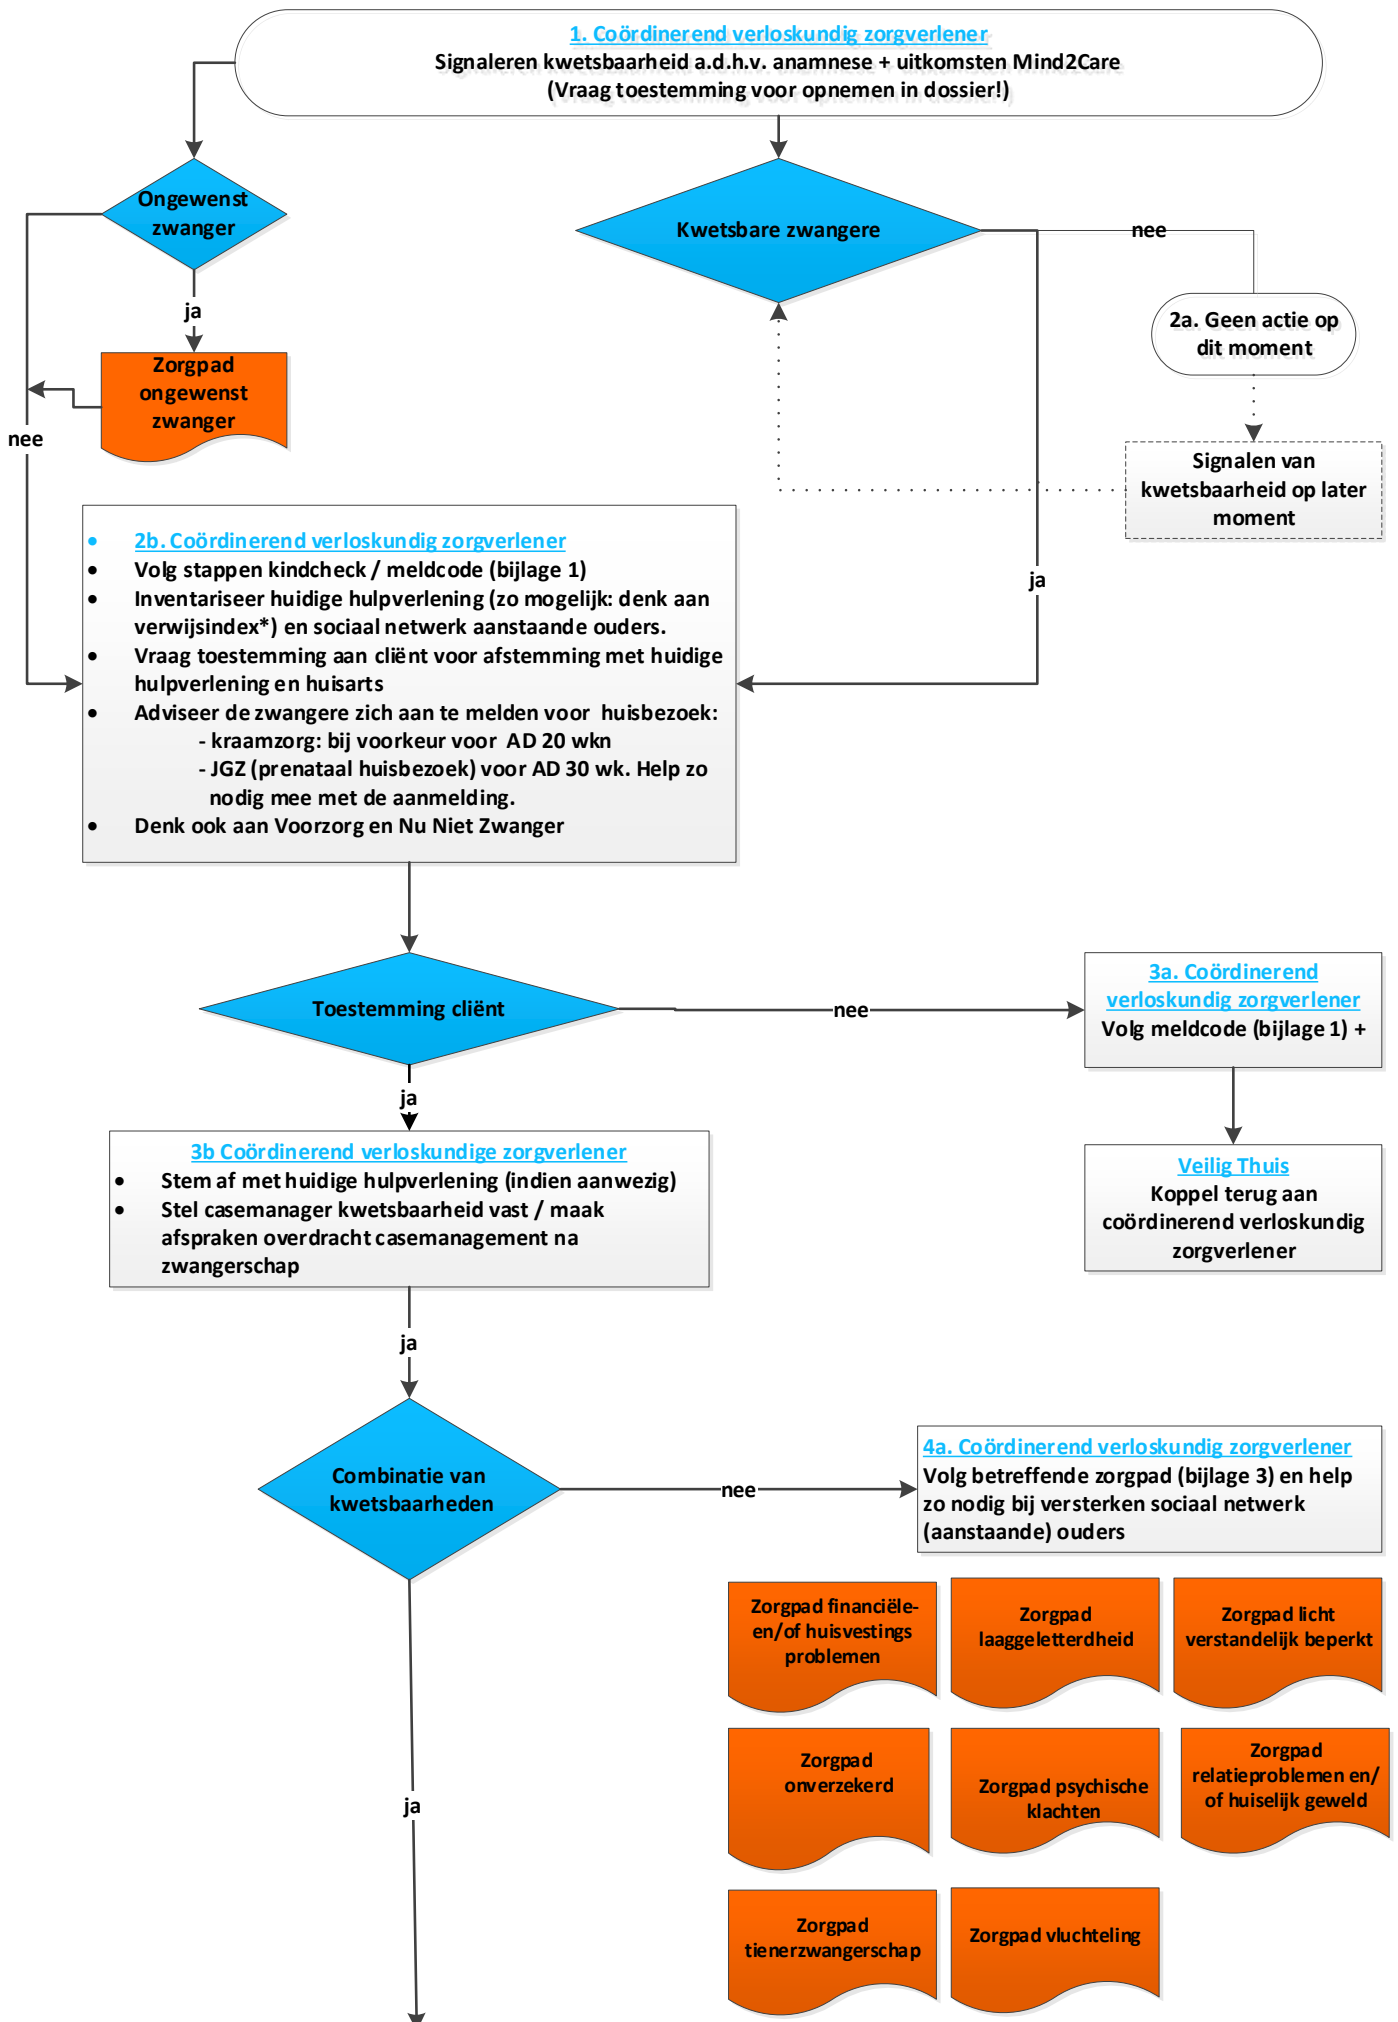 1. Coördinerend verloskundig zorgverlener
Signaleren kwetsbaarheid a.d.h.v. anamnese + uitkomsten Mind2Care
(Vraag toestemming voor opnemen in dossier!)
Ongewenst
zwanger
Kwetsbare zwangere
nee
ja
2a. Geen actie op
dit moment
Zorgpad
ongewenst
zwanger
nee
Signalen van
kwetsbaarheid op later
moment
ja
• 2b. Coördinerend verloskundig zorgverlener
• Volg stappen kindcheck / meldcode (bijlage 1)
• Inventariseer huidige hulpverlening (zo mogelijk: denk aan
verwijsindex*) en sociaal netwerk aanstaande ouders.
• Vraag toestemming aan cliënt voor afstemming met huidige
hulpverlening en huisarts
• Adviseer de zwangere zich aan te melden voor huisbezoek:
- kraamzorg: bij voorkeur voor AD 20 wkn
- JGZ (prenataal huisbezoek) voor AD 30 wk. Help zo
nodig mee met de aanmelding.
• Denk ook aan Voorzorg en Nu Niet Zwanger
Toestemming cliënt
nee
3a. Coördinerend
verloskundig zorgverlener
Volg meldcode (bijlage 1) +
ja
3b Coördinerend verloskundige zorgverlener
• Stem af met huidige hulpverlening (indien aanwezig)
• Stel casemanager kwetsbaarheid vast / maak
afspraken overdracht casemanagement na
zwangerschap
Veilig Thuis
Koppel terug aan
coördinerend verloskundig
zorgverlener
ja
Combinatie van
kwetsbaarheden
nee
4a. Coördinerend verloskundig zorgverlener
Volg betreffende zorgpad (bijlage 3) en help
zo nodig bij versterken sociaal netwerk
(aanstaande) ouders
Zorgpad financiële-
en/of huisvestings
problemen
Zorgpad
laaggeletterdheid
Zorgpad licht
verstandelijk beperkt
Zorgpad
onverzekerd
Zorgpad psychische
klachten
Zorgpad
relatieproblemen en/
of huiselijk geweld
ja
Zorgpad
tienerzwangerschap
Zorgpad vluchteling